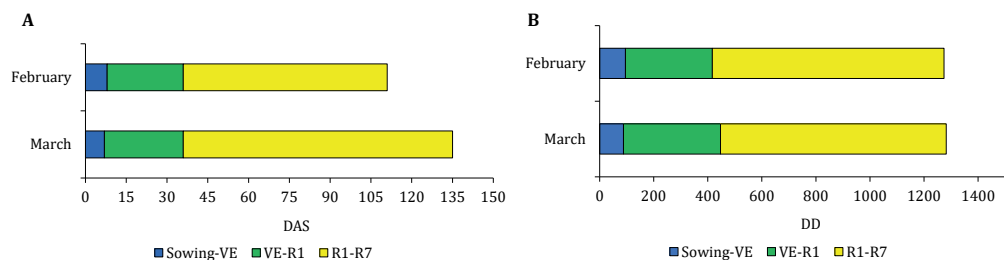 A
February
March
0 15 30 45 60 75 90 105 120 135 150
DAS
Sowing-VE VE-R1 R1-R7
B
February
March
0 200 400 600 800 1000 1200 1400
DD
Sowing-VE VE-R1 R1-R7